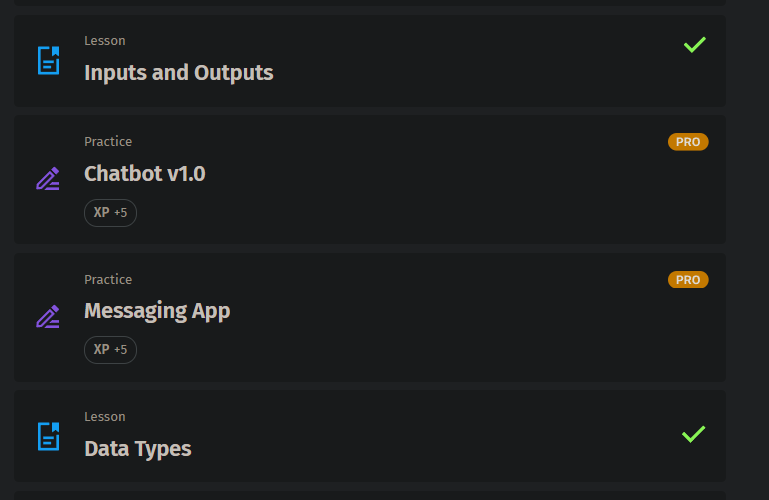 Lesson
Inputs and Outputs
Practice
PRO
Chatbot v1.0
XP +5
Practice
PRO
Messaging App
XP +5
Lesson
Data Types